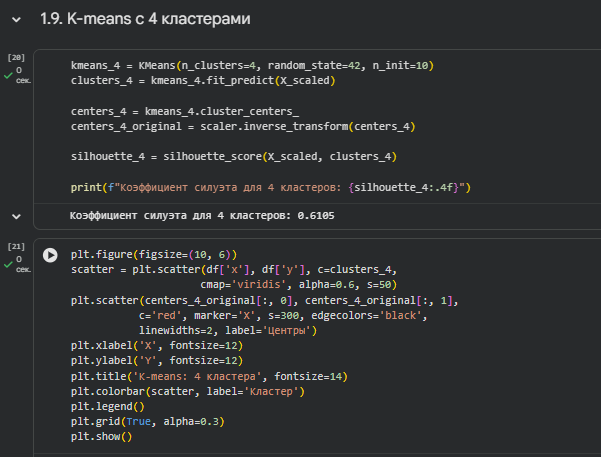 1.9. K-means с 4 кластерами
[20]
0
сек.
kmeans_4 = KMeans(n_clusters=4, random_state=42, n_init=10)
clusters_4 = kmeans_4.fit_predict(X_scaled)
centers_4 = kmeans_4.cluster_centers_
centers_4_original = scaler.inverse_transform(centers_4)
silhouette_4 = silhouette_score(X_scaled, clusters_4)
print(f"Коэффициент силуэта для 4 кластеров: {silhouette_4:.4f}")
Коэффициент силуэта для 4 кластеров: 0.6105
[21]
0
сек.
plt.figure(figsize=(10, 6))
scatter = plt.scatter(df['x'], df['y'], c=clusters_4,
cmap='viridis', alpha=0.6, s=50)
plt.scatter(centers_4_original[:, 0], centers_4_original[:, 1],
c='red', marker='X', s=300, edgecolors='black',
linewidths=2, label='Центры')
plt.xlabel('X', fontsize=12)
plt.ylabel('Y', fontsize=12)
plt.title('K-means: 4 кластера', fontsize=14)
plt.colorbar(scatter, label='Кластер')
plt.legend()
plt.grid(True, alpha=0.3)
plt.show()